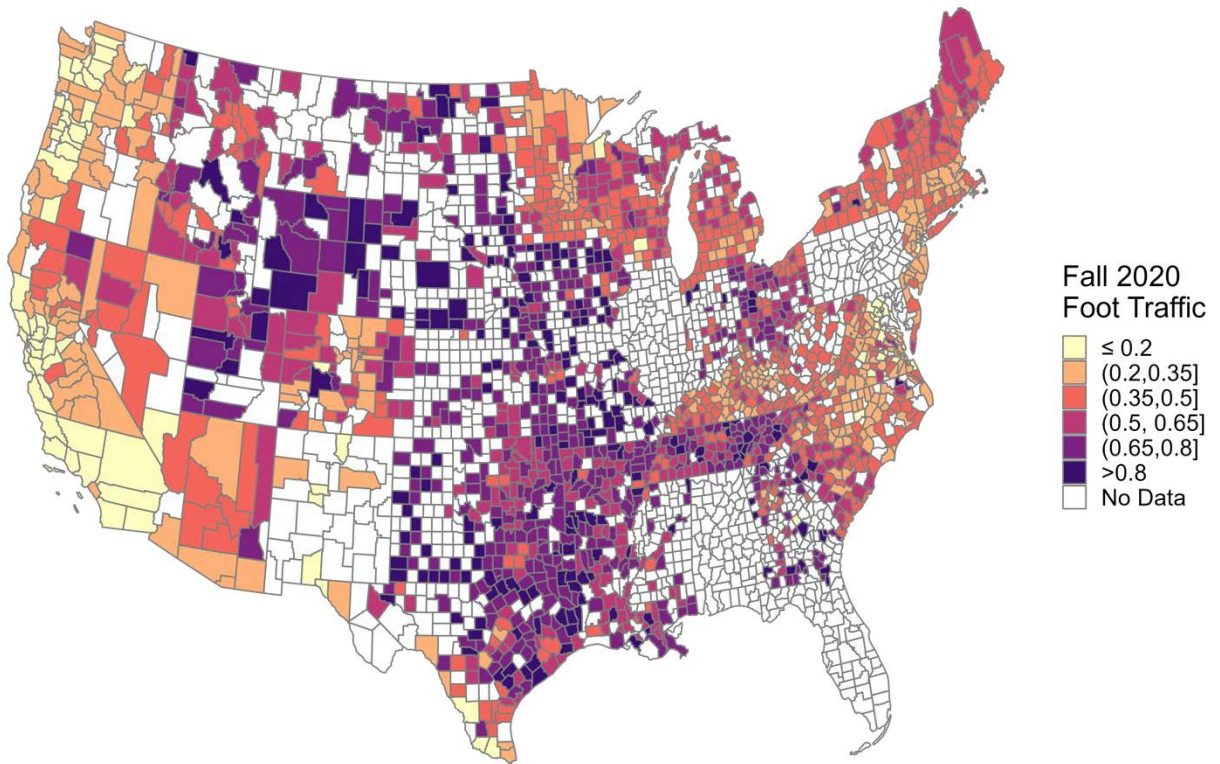 Fall 2020
Foot Traffic
≤ 0.2
(0.2,0.35]
(0.35,0.5]
(0.5, 0.65]
(0.65,0.8]
>0.8
No Data